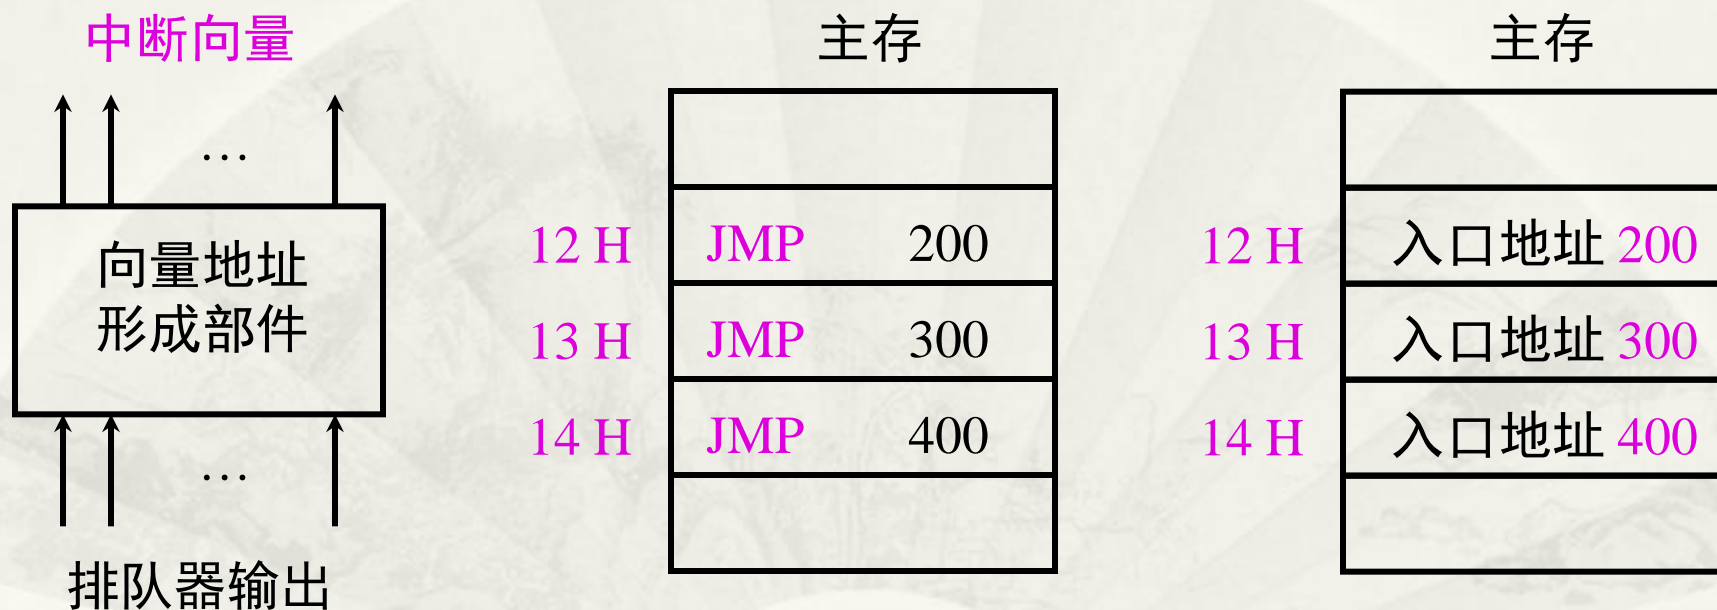 中断向量
…
向量地址
形成部件
…
排队器输出
主存
12 H JMP 200
13 H JMP 300
14 H JMP 400
主存
12 H 入口地址 200
13 H 入口地址 300
14 H 入口地址 400